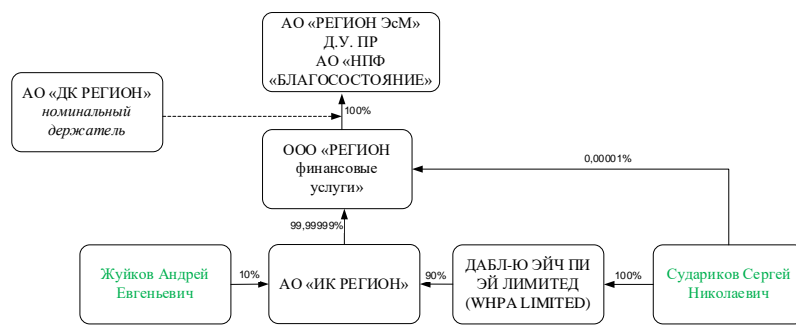 АО «РЕГИОН ЭсМ»
Д.У. ПР
АО «НПФ
«БЛАГОСОСТОЯНИЕ»
АО «ДК РЕГИОН»
номинальный
держатель
100%
ООО «РЕГИОН
финансовые
услуги»
0,00001%
99,99999%
Жуйков Андрей
Евгеньевич
10%
АО «ИК РЕГИОН»
90%
ДАБЛ-Ю ЭЙЧ ПИ
ЭЙ ЛИМИТЕД
(WHPA LIMITED)
100%
Судариков Сергей
Николаевич